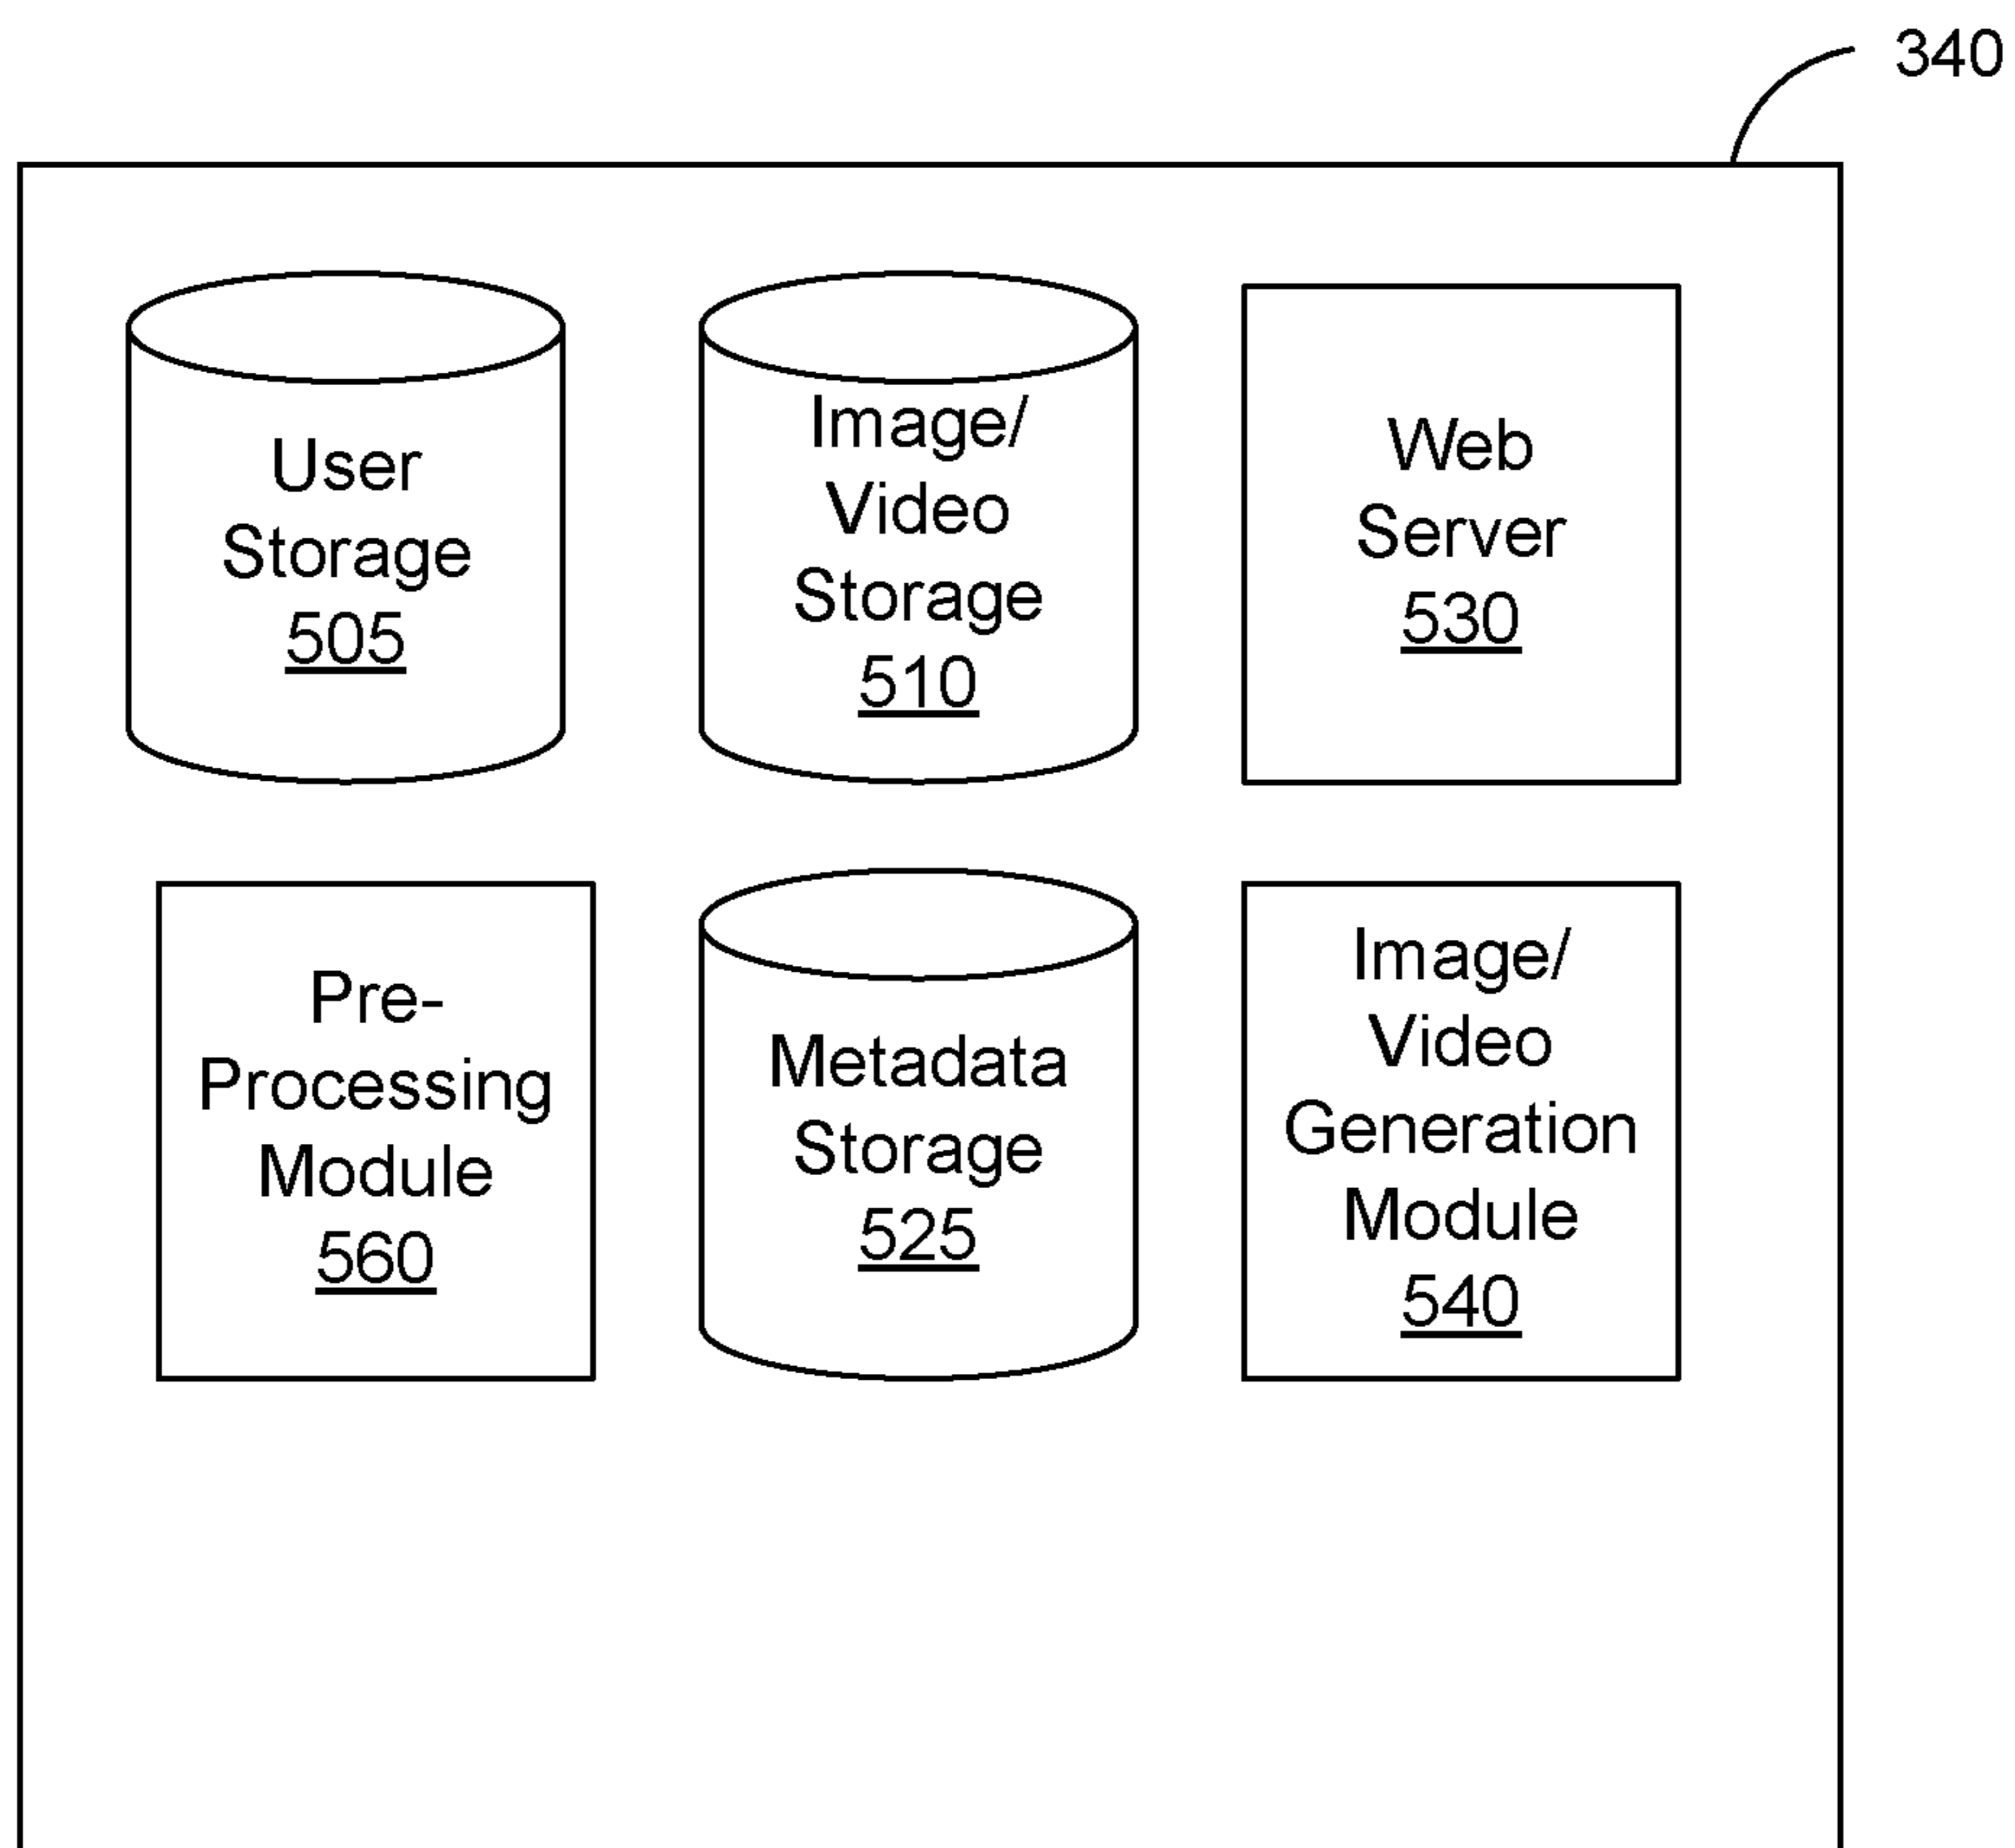 340
User
Storage
505
Image/
Video
Storage
510
Web
Server
530
Pre-
Processing
Module
560
Metadata
Storage
525
Image/
Video
Generation
Module
540